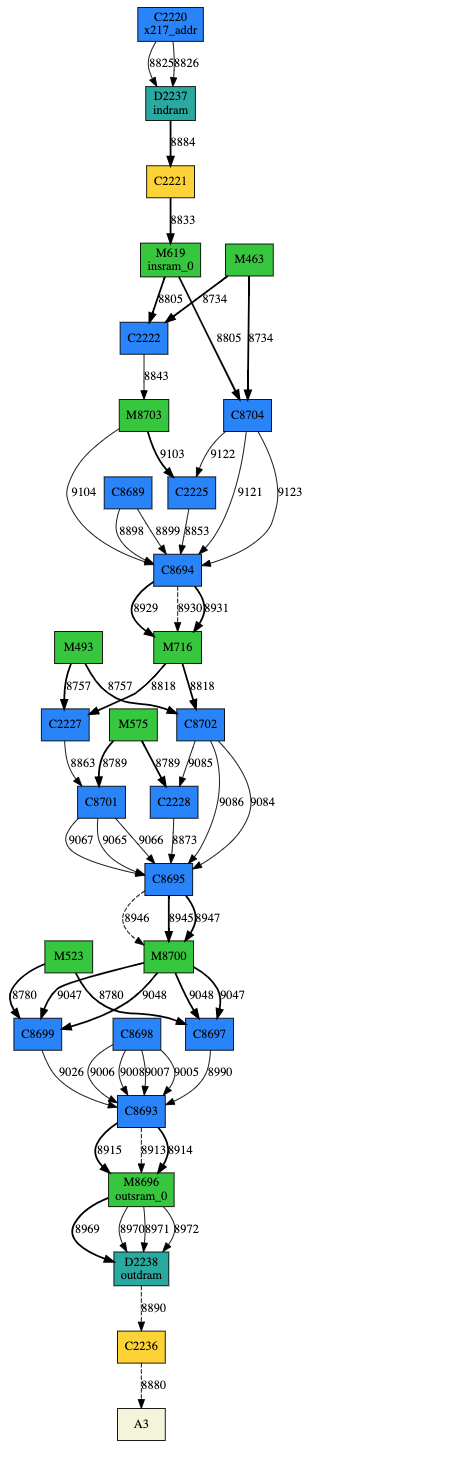 C2220
x217_addr
8825 8826
D2237
indram
8884
C2221
8833
M619
insram_0
M463
8805 8734
8805 8734
C2222
8843
M8703
C8704
9103 9122
9104 C8689 C2225 9121 9123
8898 8899 8853
C8694
8929 8930 8931
M493 M716
8757 8757 8818 8818
C2227 M575 C8702
8863 8789 8789 9085
C8701 C2228 9086 9084
9067 9065 9066 8873
C8695
8946 8945 8947
M523 M8700
8780 9047 8780 9048 9048 9047
C8699 C8698 C8697
9026 9006 9008 9007 9005 8990
C8693
8915 8913 8914
M8696
outsram_0
8969 8970 8971 8972
D2238
outdram
8890
C2236
8880
A3